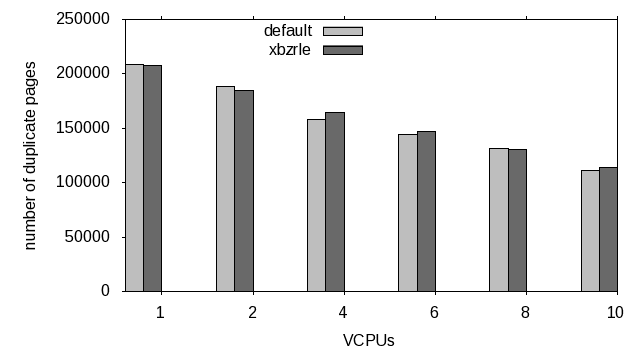 250000
200000
150000
100000
50000
0
number of duplicate pages
default
xbzrle
1 2 4 6 8 10
VCPUs